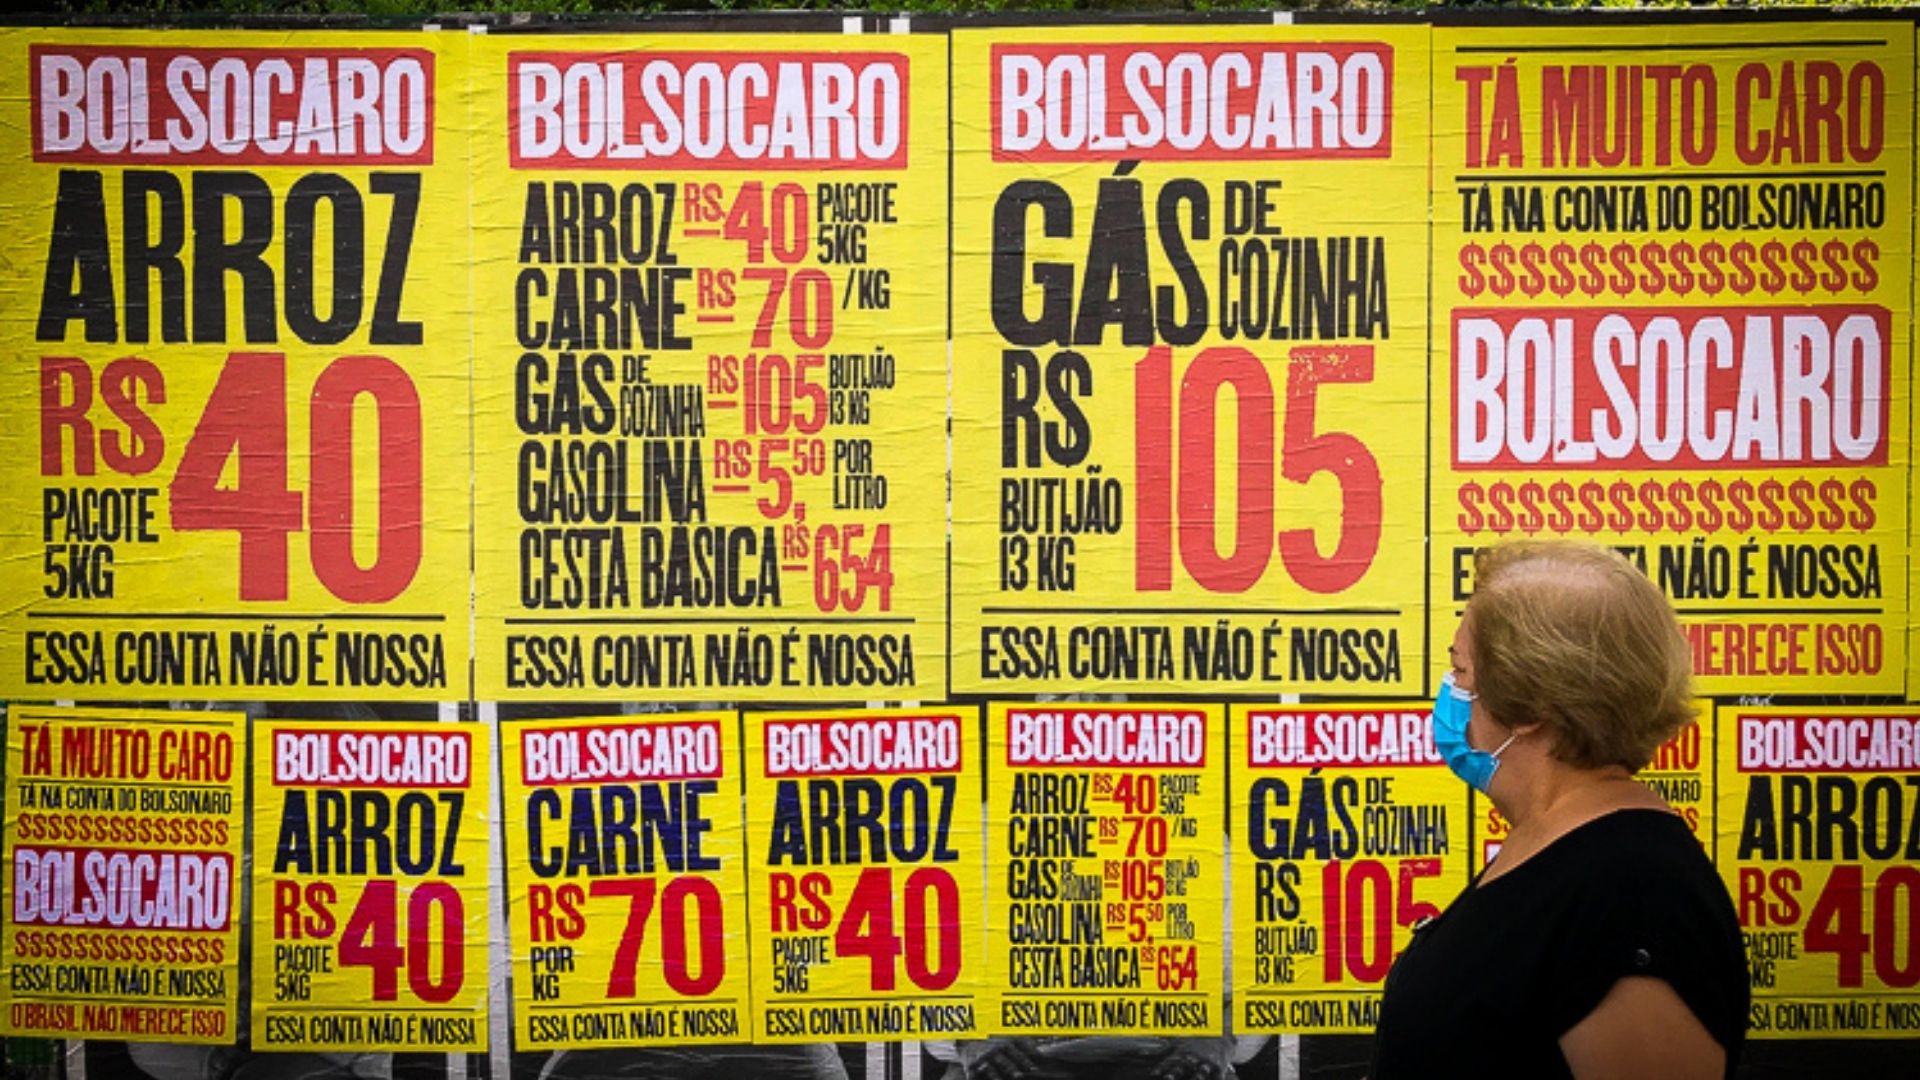 BOLSOCARO
ARROZ
R$ 40
PACOTE
5KG
ESSA CONTA NÃO É NOSSA
BOLSOCARO
ARROZ R$ 40 PACOTE 5KG
CARNE R$ 70 /KG
GÁS DE COZINHA R$ 105 BUTIJÃO 13 KG
GASOLINA R$ 5,50 POR LITRO
CESTA BÁSICA R$ 654
ESSA CONTA NÃO É NOSSA
BOLSOCARO
GÁS DE COZINHA
R$ 105
BUTIJÃO
13 KG
ESSA CONTA NÃO É NOSSA
TÁ MUITO CARO
TÁ NA CONTA DO BOLSONARO
$$$$$$$$$$$$$$
BOLSOCARO
$$$$$$$$$$$$$$
NÃO É NOSSA
MERECE ISSO
TÁ MUITO CARO
TÁ NA CONTA DO BOLSONARO
$$$$$$$$$$$$$$
BOLSOCARO
$$$$$$$$$$$$$$
ESSA CONTA NÃO É NOSSA
O BRASIL NÃO MERECE ISSO
BOLSOCARO
ARROZ
R$ 40
PACOTE
5KG
ESSA CONTA NÃO É NOSSA
BOLSOCARO
CARNE
R$ 70
POR
KG
ESSA CONTA NÃO É NOSSA
BOLSOCARO
ARROZ
R$ 40
PACOTE
5KG
ESSA CONTA NÃO É NOSSA
BOLSOCARO
ARROZ R$ 40 PACOTE 5KG
CARNE R$ 70 /KG
GÁS DE COZINHA R$ 105 BUTIJÃO 13 KG
GASOLINA R$ 5,50 POR LITRO
CESTA BÁSICA R$ 654
ESSA CONTA NÃO É NOSSA
BOLSOCARO
GÁS DE COZINHA
R$ 105
BUTIJÃO
13 KG
ESSA CONTA NÃO É
BOLSOCARO
ARROZ
R$ 40
PACOTE
KG
CONTA NÃO É NOS